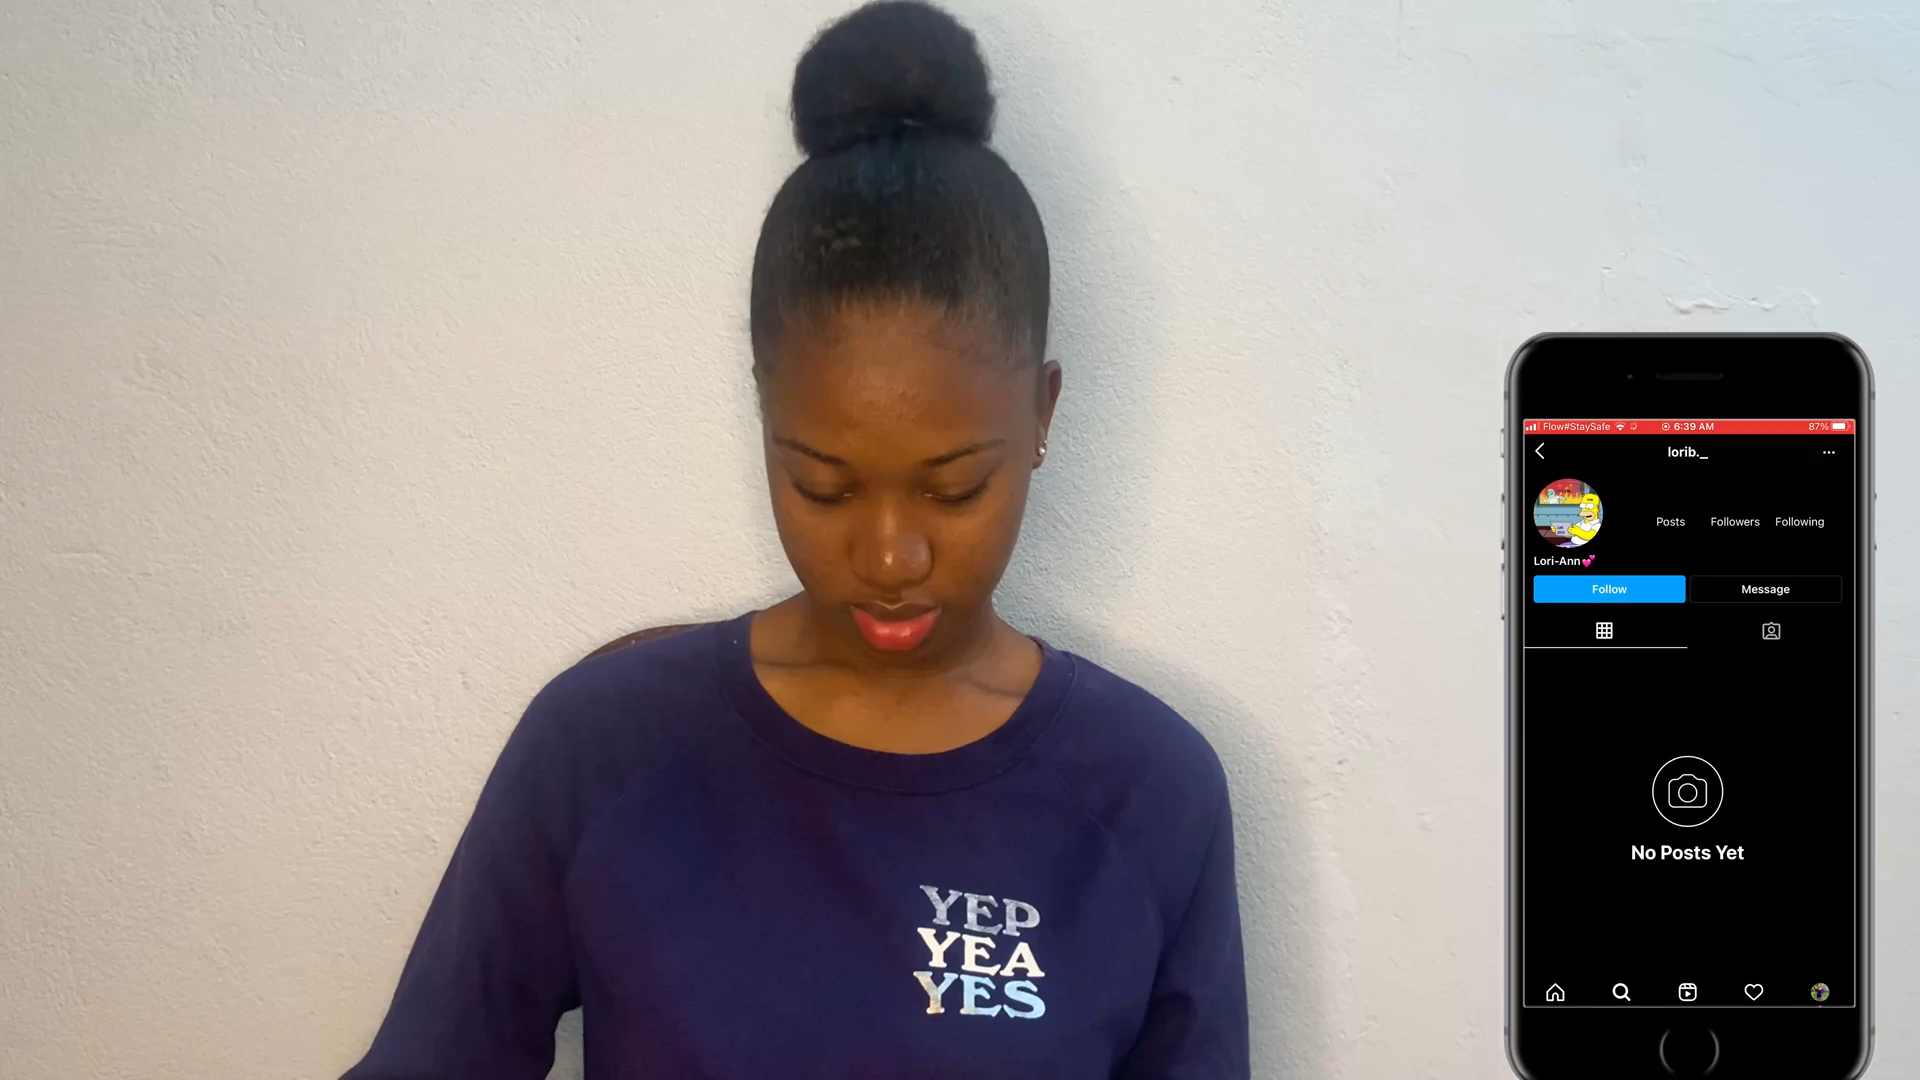 YEP
YEA
YES
Flow#StaySafe 6:39 AM 87%
lorib._
Posts Followers Following
Lori-Ann💕
Follow Message
No Posts Yet